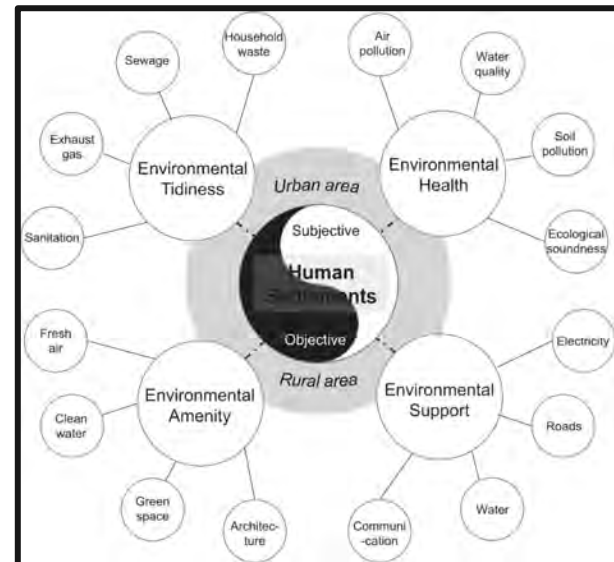 Household
waste
Sewage
Exhaust
gas
Sanitation
Environmental
Tidiness
Air
pollution
Water
quality
Soil
pollution
Ecological
soundness
Environmental
Health
Urban area
Subjective
Human
Settlements
Objective
Rural area
Fresh
air
Clean
water
Green
space
Architec-
ture
Environmental
Amenity
Electricity
Roads
Water
Communi
-cation
Environmental
Support